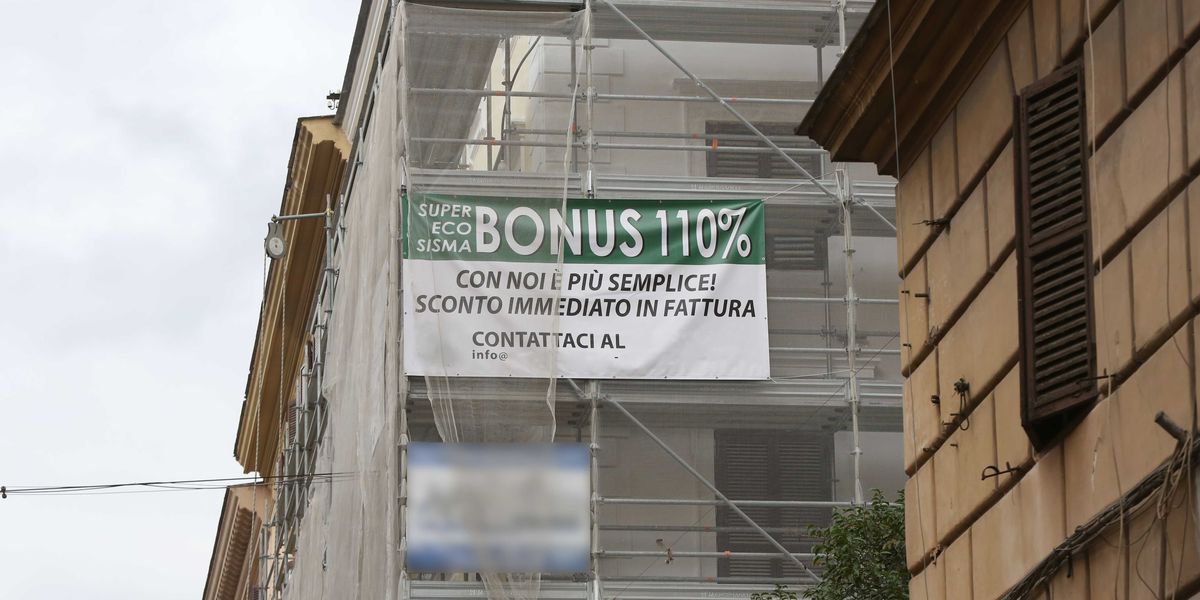 SUPER
ECO
SISMA
BONUS 110%
CON NOI È PIÙ SEMPLICE!
SCONTO IMMEDIATO IN FATTURA
CONTATTACI AL
info@